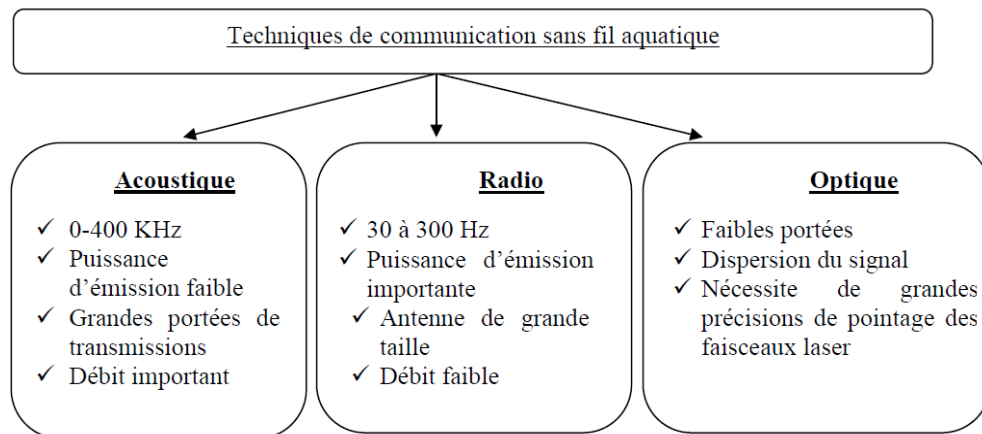 Techniques de communication sans fil aquatique
Acoustique
✓ 0-400 KHz
✓ Puissance
d’émission faible
✓ Grandes portées de
transmissions
✓ Débit important
Radio
✓ 30 à 300 Hz
✓ Puissance d’émission
importante
✓ Antenne de grande
taille
✓ Débit faible
Optique
✓ Faibles portées
✓ Dispersion du signal
✓ Nécessite de grandes
précisions de pointage des
faisceaux laser